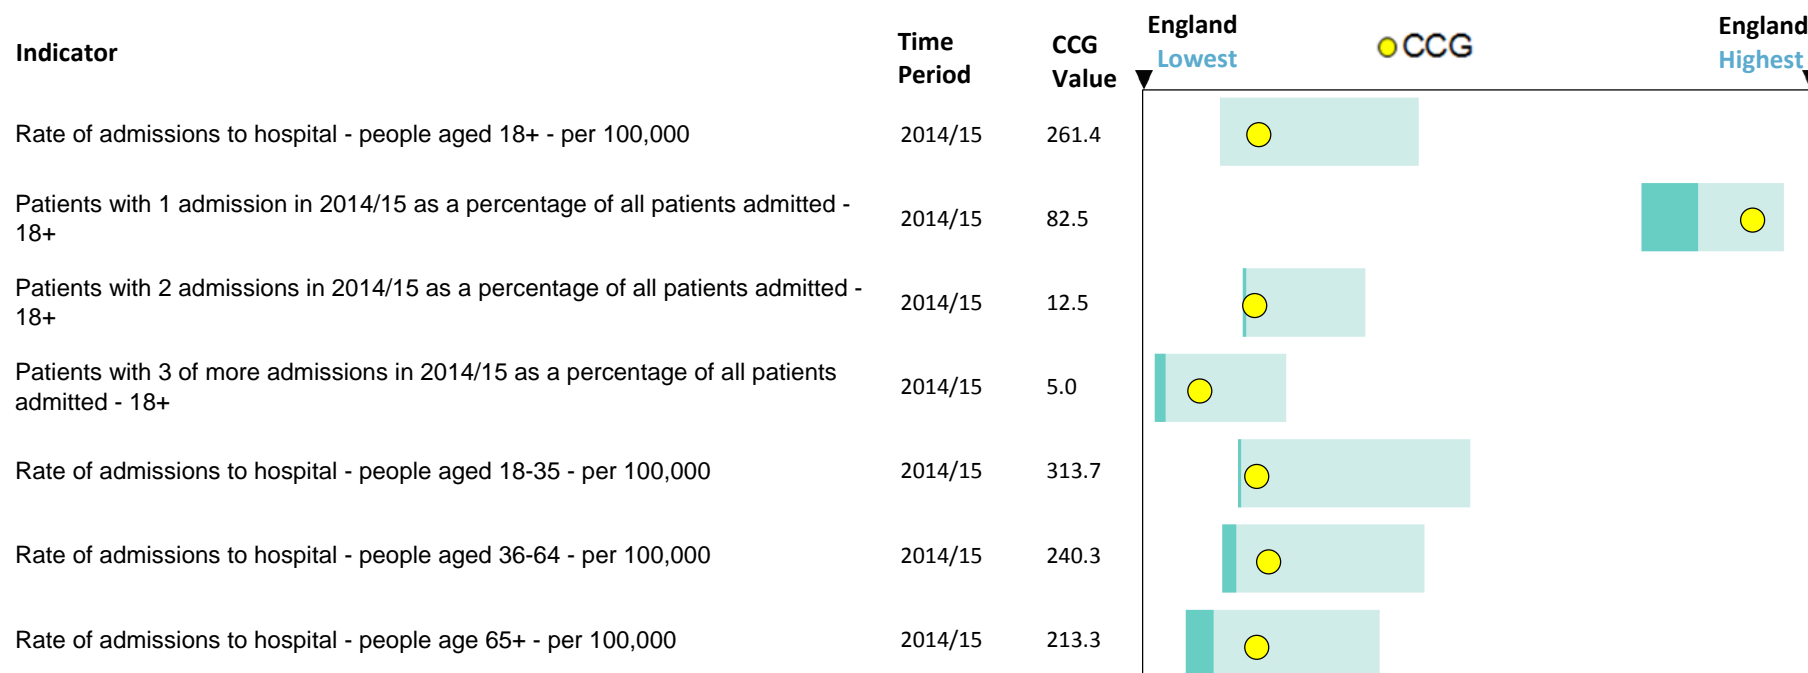 Indicator
Time Period
CCG Value
England Lowest
CCG
England Highest
Rate of admissions to hospital - people aged 18+ - per 100,000 2014/15 261.4
Patients with 1 admission in 2014/15 as a percentage of all patients admitted -
18+ 2014/15 82.5
Patients with 2 admissions in 2014/15 as a percentage of all patients admitted -
18+ 2014/15 12.5
Patients with 3 of more admissions in 2014/15 as a percentage of all patients
admitted - 18+ 2014/15 5.0
Rate of admissions to hospital - people aged 18-35 - per 100,000 2014/15 313.7
Rate of admissions to hospital - people aged 36-64 - per 100,000 2014/15 240.3
Rate of admissions to hospital - people age 65+ - per 100,000 2014/15 213.3